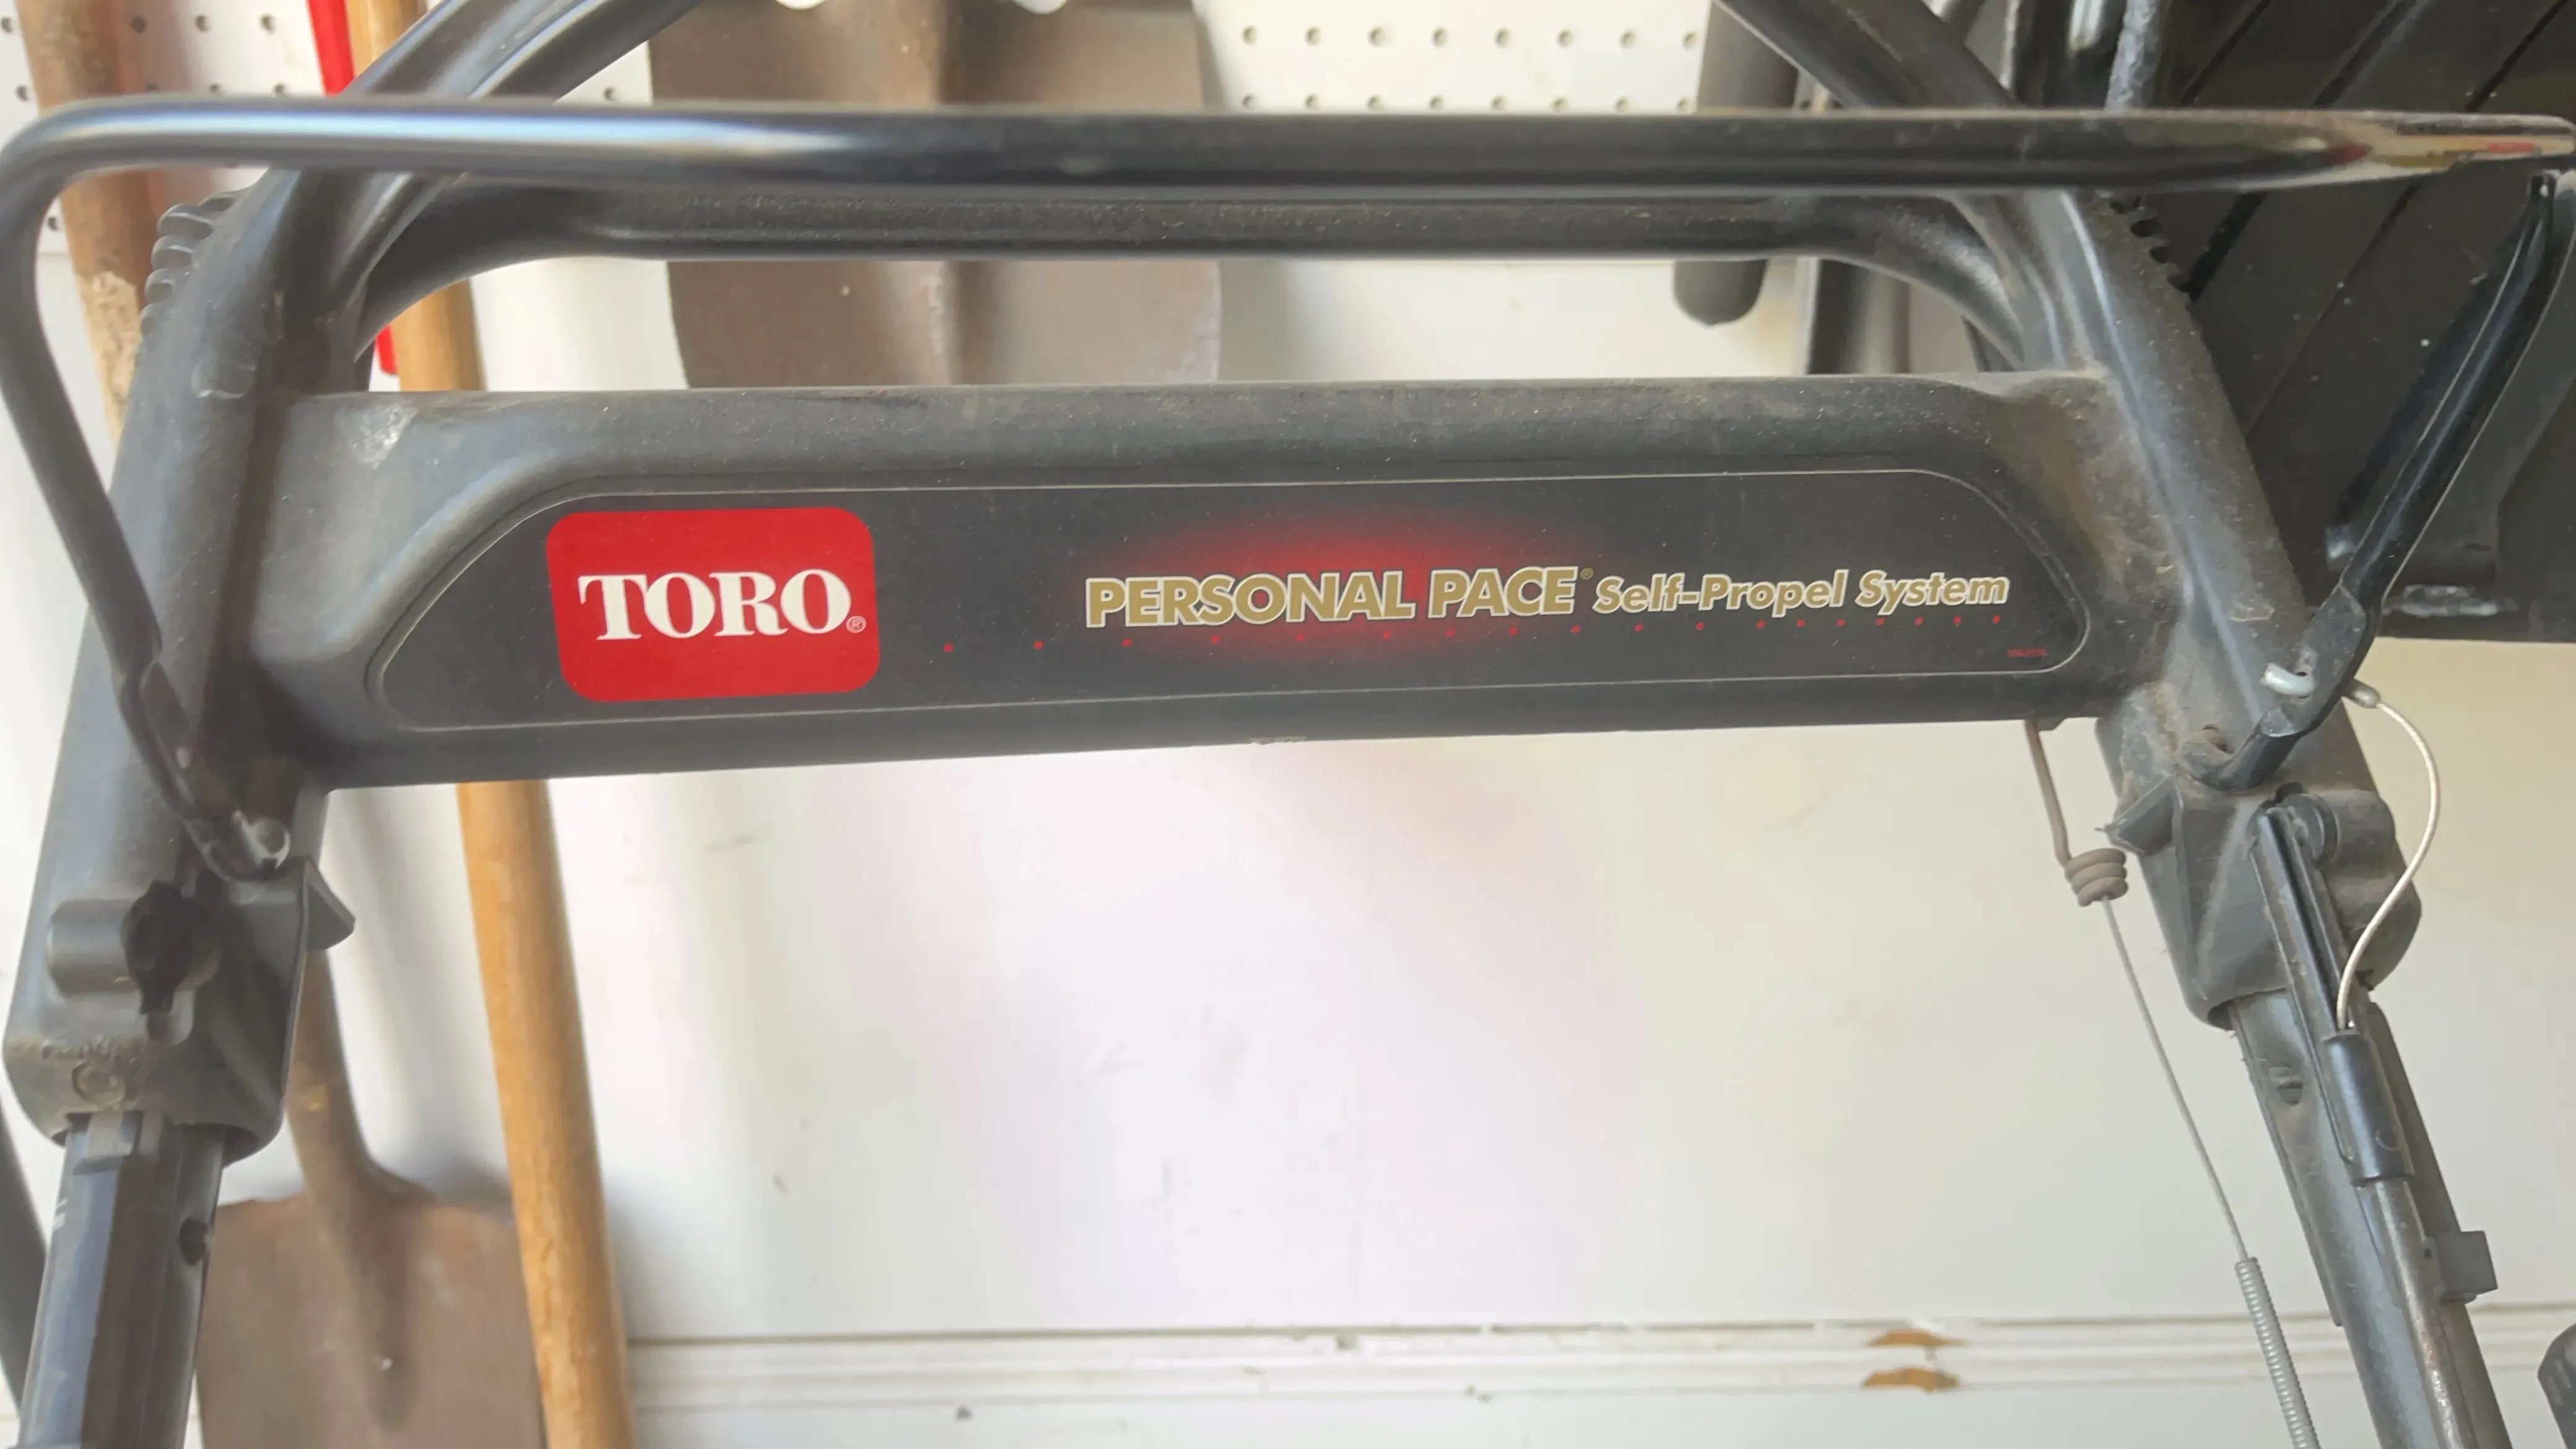 TORO®
PERSONAL PACE® Self-Propel System